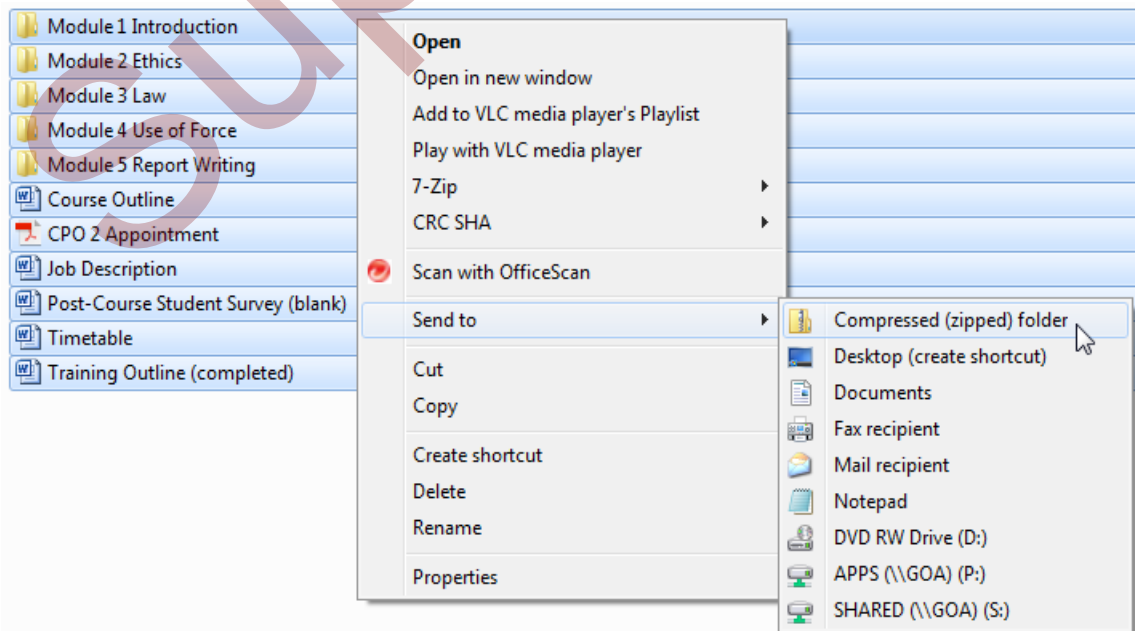 Module 1 Introduction
Module 2 Ethics
Module 3 Law
Module 4 Use of Force
Module 5 Report Writing
Course Outline
CPO 2 Appointment
Job Description
Post-Course Student Survey (blank)
Timetable
Training Outline (completed)
Open
Open in new window
Add to VLC media player's Playlist
Play with VLC media player
7-Zip
CRC SHA
Scan with OfficeScan
Send to
Cut
Copy
Create shortcut
Delete
Rename
Properties
Compressed (zipped) folder
Desktop (create shortcut)
Documents
Fax recipient
Mail recipient
Notepad
DVD RW Drive (D:)
APPS (\\GOA) (P:)
SHARED (\\GOA) (S:)